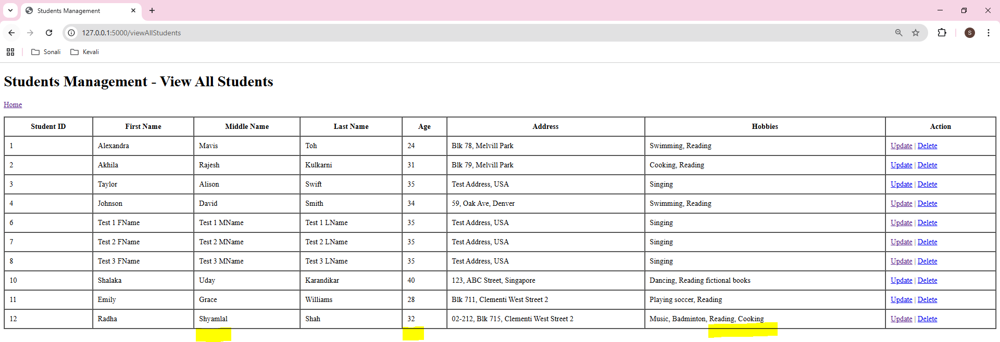 Students Management
127.0.0.1:5000/viewAllStudents
S
Sonali Kevali
Students Management - View All Students
Home
Student ID First Name Middle Name Last Name Age Address Hobbies Action
1 Alexandra Mavis Toh 24 Blk 78, Melvill Park Swimming, Reading Update | Delete
2 Akhila Rajesh Kulkarni 31 Blk 79, Melvill Park Cooking, Reading Update | Delete
3 Taylor Alison Swift 35 Test Address, USA Singing Update | Delete
4 Johnson David Smith 34 59, Oak Ave, Denver Swimming, Reading Update | Delete
6 Test 1 FName Test 1 MName Test 1 LName 35 Test Address, USA Singing Update | Delete
7 Test 2 FName Test 2 MName Test 2 LName 35 Test Address, USA Singing Update | Delete
8 Test 3 FName Test 3 MName Test 3 LName 35 Test Address, USA Singing Update | Delete
10 Shalaka Uday Karandikar 40 123, ABC Street, Singapore Dancing, Reading fictional books Update | Delete
11 Emily Grace Williams 28 Blk 711, Clementi West Street 2 Playing soccer, Reading Update | Delete
12 Radha Shyamlal Shah 32 02-212, Blk 715, Clementi West Street 2 Music, Badminton, Reading, Cooking Update | Delete